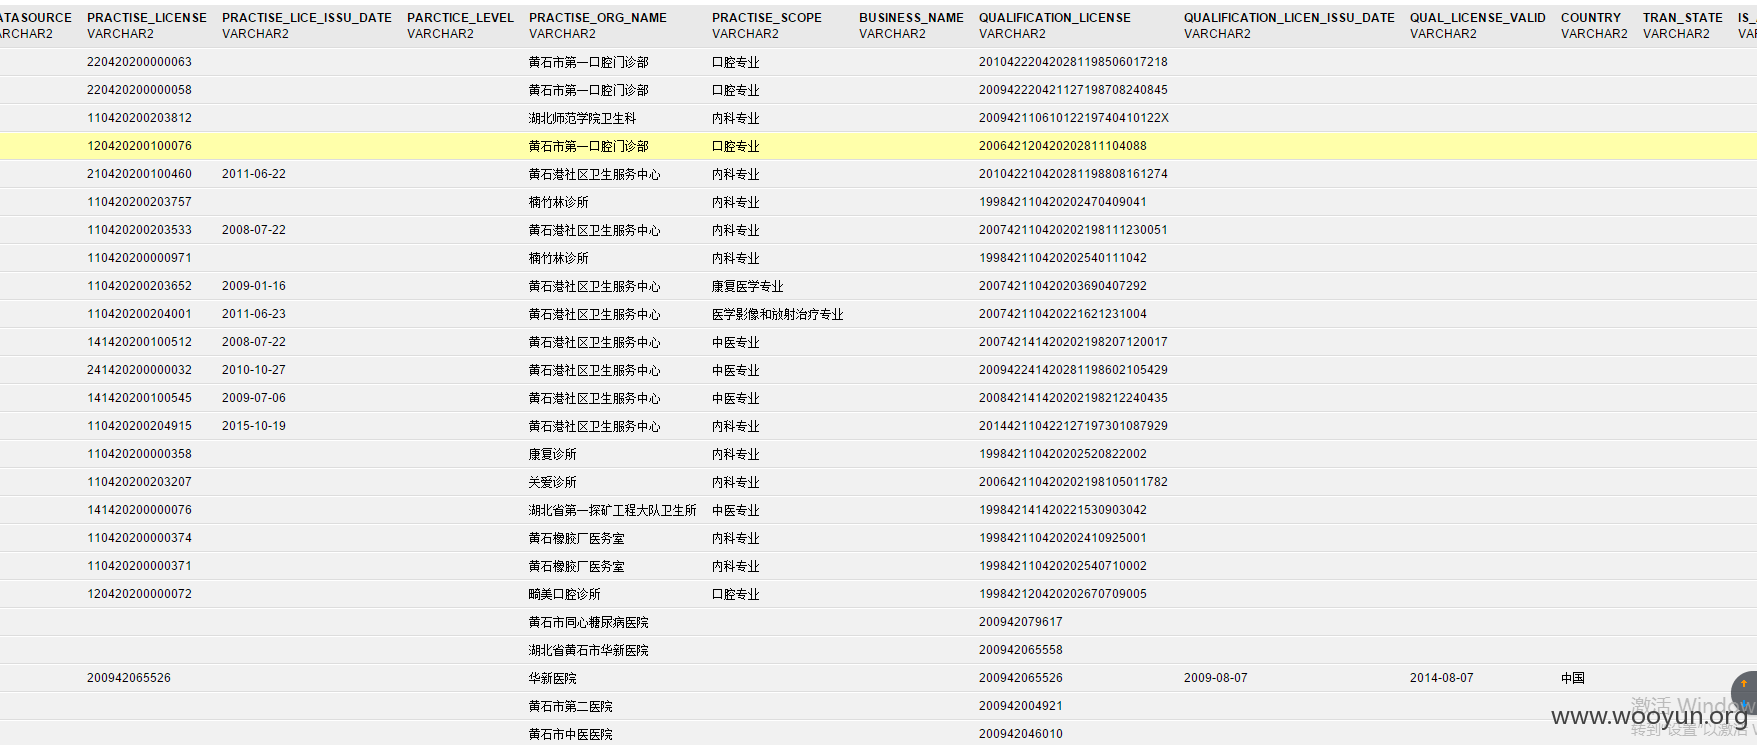 ATASOURCE PRACTISE_LICENSE PRACTISE_LICE_ISSU_DATE PARCTICE_LEVEL PRACTISE_ORG_NAME PRACTISE_SCOPE BUSINESS_NAME QUALIFICATION_LICENSE QUALIFICATION_LICEN_ISSU_DATE QUAL_LICENSE_VALID COUNTRY TRAN_STATE IS_
ARCHAR2 VARCHAR2 VARCHAR2 VARCHAR2 VARCHAR2 VARCHAR2 VARCHAR2 VARCHAR2 VARCHAR2 VARCHAR2 VARCHAR2 VARCHAR2 VAR
220420200000063 黄石市第一口腔门诊部 口腔专业 201042220420281198506017218
220420200000058 黄石市第一口腔门诊部 口腔专业 200942220421127198708240845
110420200203812 湖北师范学院卫生科 内科专业 20094211061012219740410122X
120420200100076 黄石市第一口腔门诊部 口腔专业 200642120420202811104088
210420200100460 2011-06-22 黄石港社区卫生服务中心 内科专业 201042210420281198808161274
110420200203757 楠竹林诊所 内科专业 199842110420202470409041
110420200203533 2008-07-22 黄石港社区卫生服务中心 内科专业 200742110420202198111230051
110420200000971 楠竹林诊所 内科专业 199842110420202540111042
110420200203652 2009-01-16 黄石港社区卫生服务中心 康复医学专业 200742110420203690407292
110420200204001 2011-06-23 黄石港社区卫生服务中心 医学影像和放射治疗专业 200742110420221621231004
141420200100512 2008-07-22 黄石港社区卫生服务中心 中医专业 200742141420202198207120017
241420200000032 2010-10-27 黄石港社区卫生服务中心 中医专业 200942241420281198602105429
141420200100545 2009-07-06 黄石港社区卫生服务中心 中医专业 200842141420202198212240435
110420200204915 2015-10-19 黄石港社区卫生服务中心 内科专业 201442110422127197301087929
110420200000358 康复诊所 内科专业 199842110420202520822002
110420200203207 关爱诊所 内科专业 200642110420202198105011782
141420200000076 湖北省第一探矿工程大队卫生所 中医专业 199842141420221530903042
110420200000374 黄石橡胶厂医务室 内科专业 199842110420202410925001
110420200000371 黄石橡胶厂医务室 内科专业 199842110420202540710002
120420200000072 畸美口腔诊所 口腔专业 199842120420202670709005
黄石市同心糖尿病医院 200942079617
湖北省黄石市华新医院 200942065558
200942065526 华新医院 200942065526 2009-08-07 2014-08-07 中国
黄石市第二医院 200942004921
激活 Window
www.wooyun.org
转到"设置"以激活
黄石市中医医院 200942046010